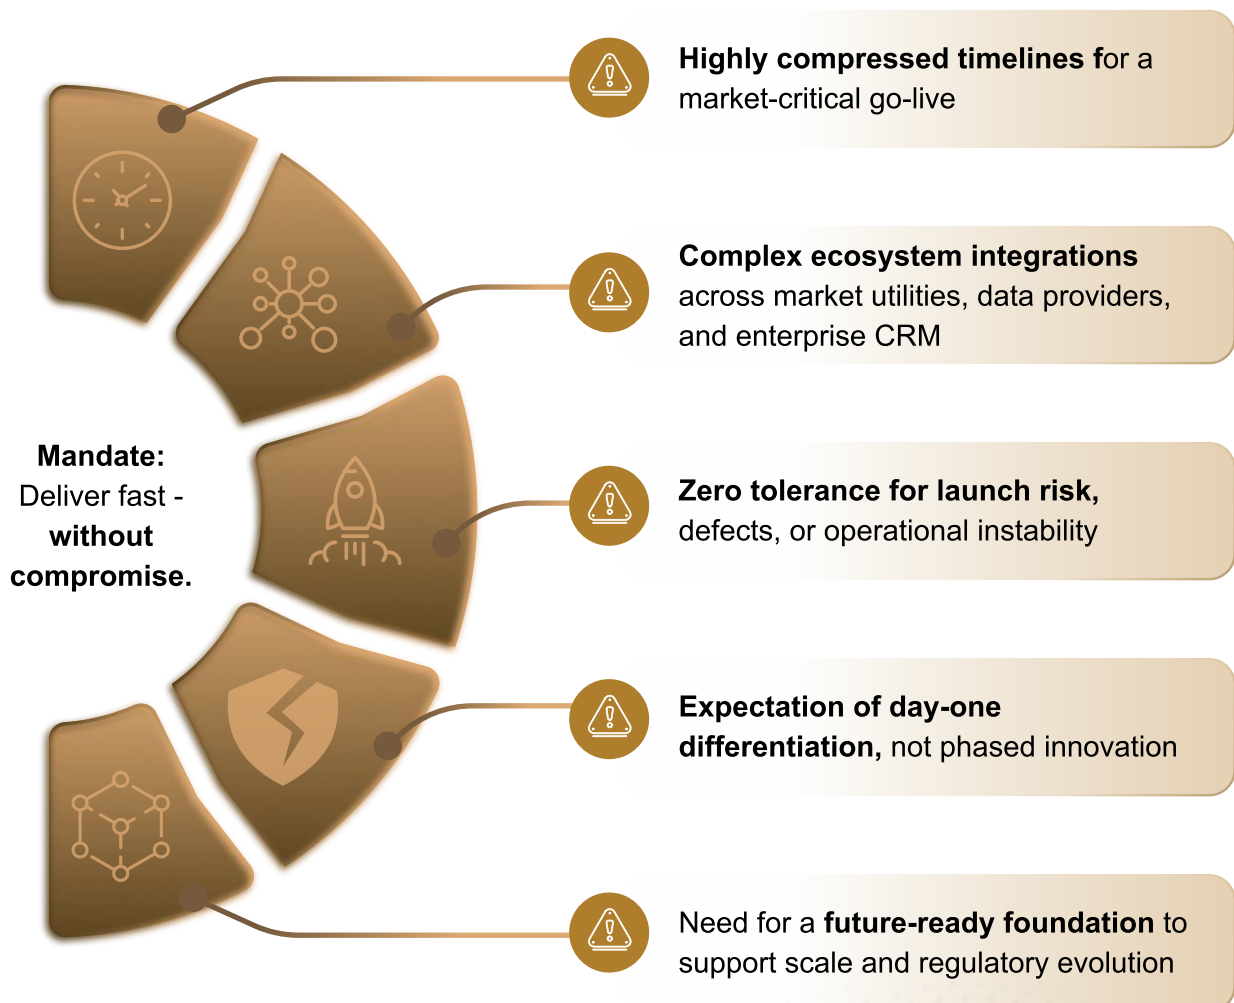 Highly compressed timelines for a
market-critical go-live
Complex ecosystem integrations
across market utilities, data providers,
and enterprise CRM
Mandate:
Deliver fast -
without
compromise.
Zero tolerance for launch risk,
defects, or operational instability
Expectation of day-one
differentiation, not phased innovation
Need for a future-ready foundation to
support scale and regulatory evolution